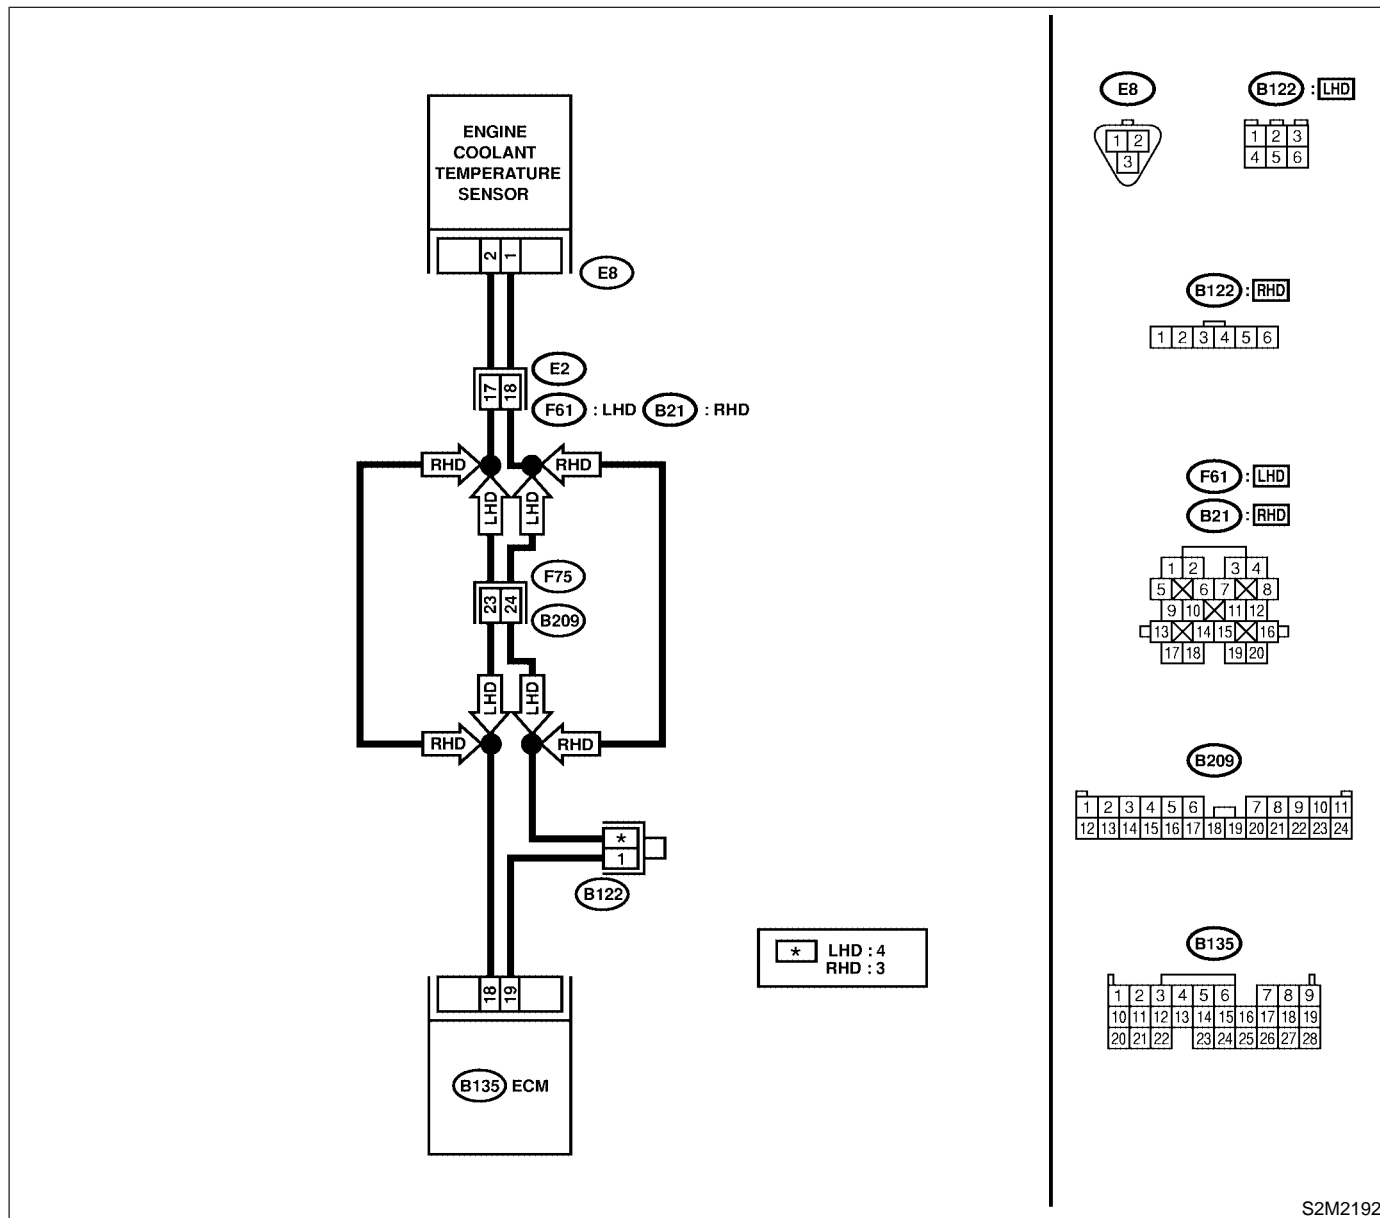 ENGINE
COOLANT
TEMPERATURE
SENSOR
2 1
E8
E2
17 18
F61 : LHD B21 : RHD
RHD RHD
LHD LHD
F75
23 24
B209
LHD LHD
RHD RHD
*
1
B122
* LHD : 4
RHD : 3
18 19
B135 ECM
E8
1 2
3
B122 : LHD
1 2 3
4 5 6
B122 : RHD
1 2 3 4 5 6
F61 : LHD
B21 : RHD
1 2 3 4
5 6 7 8
9 10 11 12
13 14 15 16
17 18 19 20
B209
1 2 3 4 5 6 7 8 9 10 11
12 13 14 15 16 17 18 19 20 21 22 23 24
B135
1 2 3 4 5 6 7 8 9
10 11 12 13 14 15 16 17 18 19
20 21 22 23 24 25 26 27 28
S2M2192